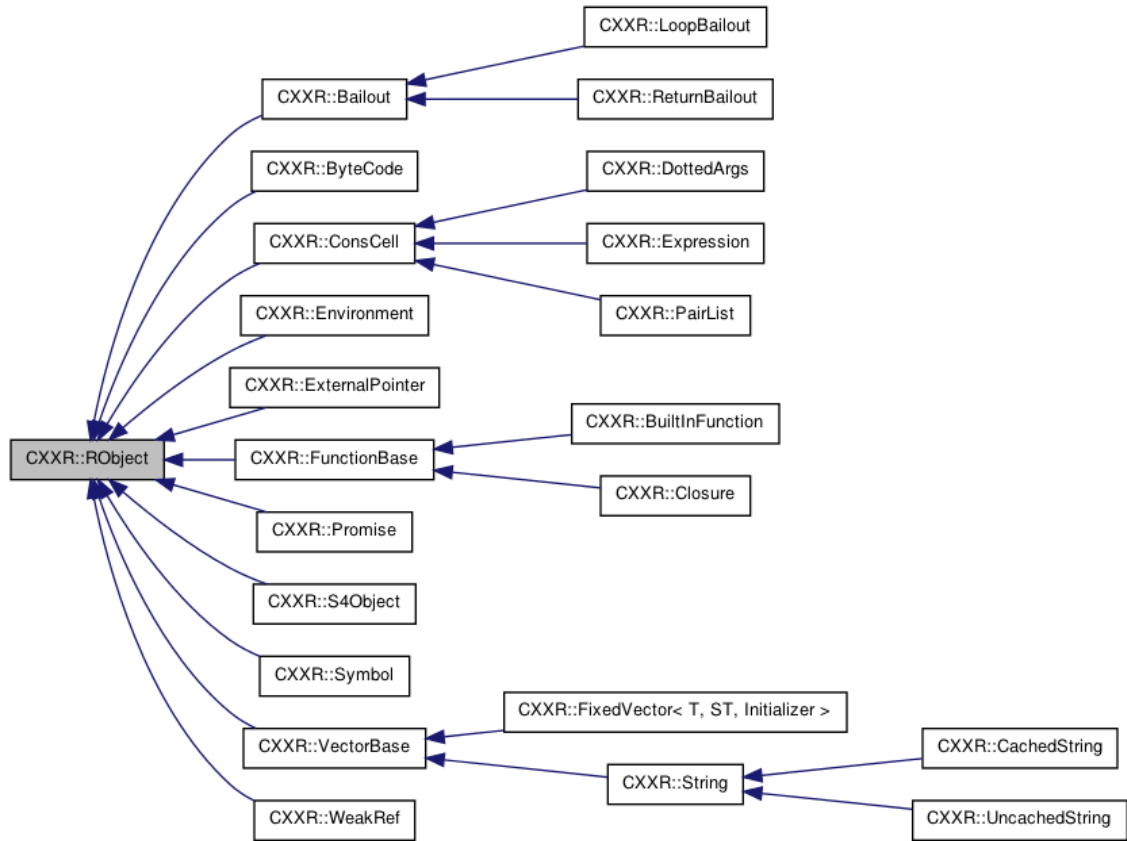 CXXR::LoopBailout
CXXR::Bailout
CXXR::ReturnBailout
CXXR::ByteCode
CXXR::DottedArgs
CXXR::ConsCell
CXXR::Expression
CXXR::Environment
CXXR::PairList
CXXR::ExternalPointer
CXXR::BuiltInFunction
CXXR::RObject
CXXR::FunctionBase
CXXR::Closure
CXXR::Promise
CXXR::S4Object
CXXR::Symbol
CXXR::FixedVector< T, ST, Initializer >
CXXR::VectorBase
CXXR::CachedString
CXXR::String
CXXR::WeakRef
CXXR::UncachedString